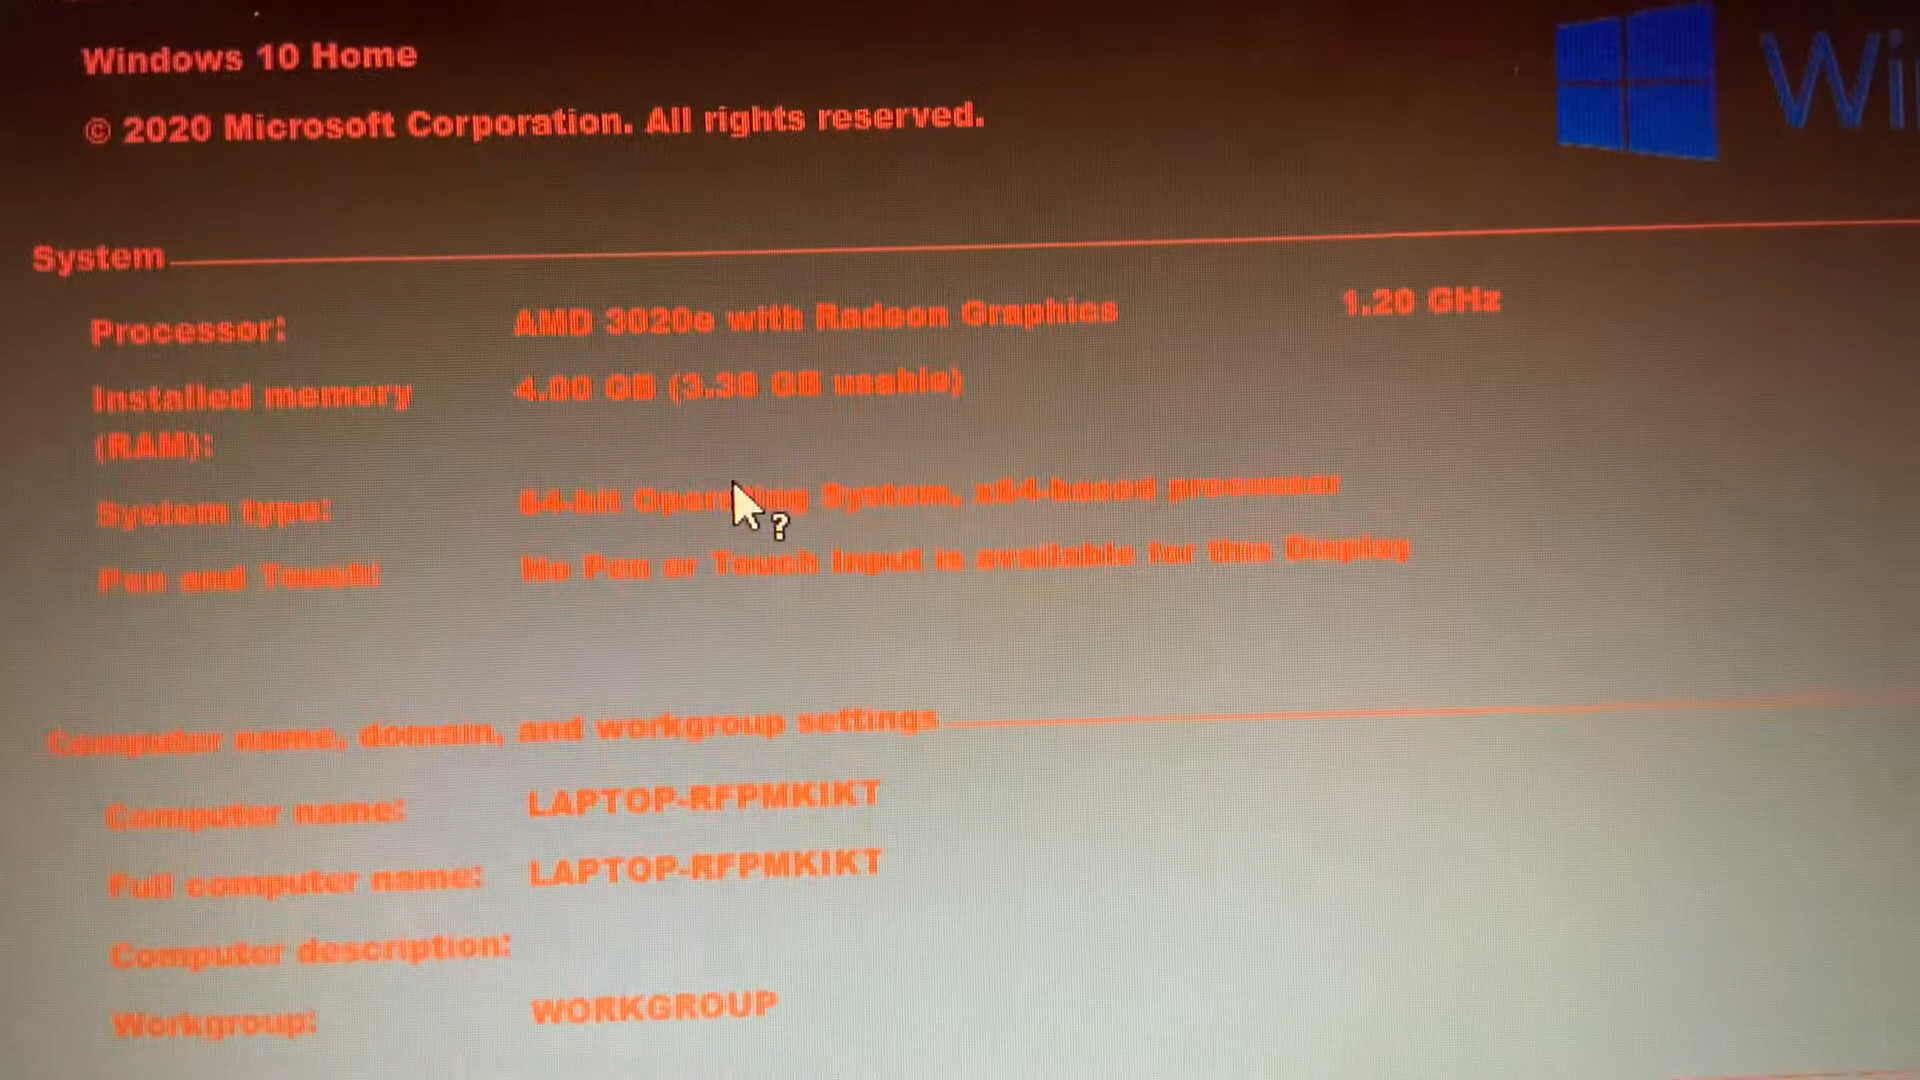 Windows 10 Home
© 2020 Microsoft Corporation. All rights reserved.
Wi
System
Processor: AMD 3020e with Radeon Graphics 1.20 GHz
Installed memory (RAM): 4.00 GB (3.38 GB usable)
System type: 64-bit Operating System, x64-based processor
Pen and Touch: No Pen or Touch Input is available for this Display
Computer name, domain, and workgroup settings
Computer name: LAPTOP-RFPMKIKT
Full computer name: LAPTOP-RFPMKIKT
Computer description:
Workgroup: WORKGROUP